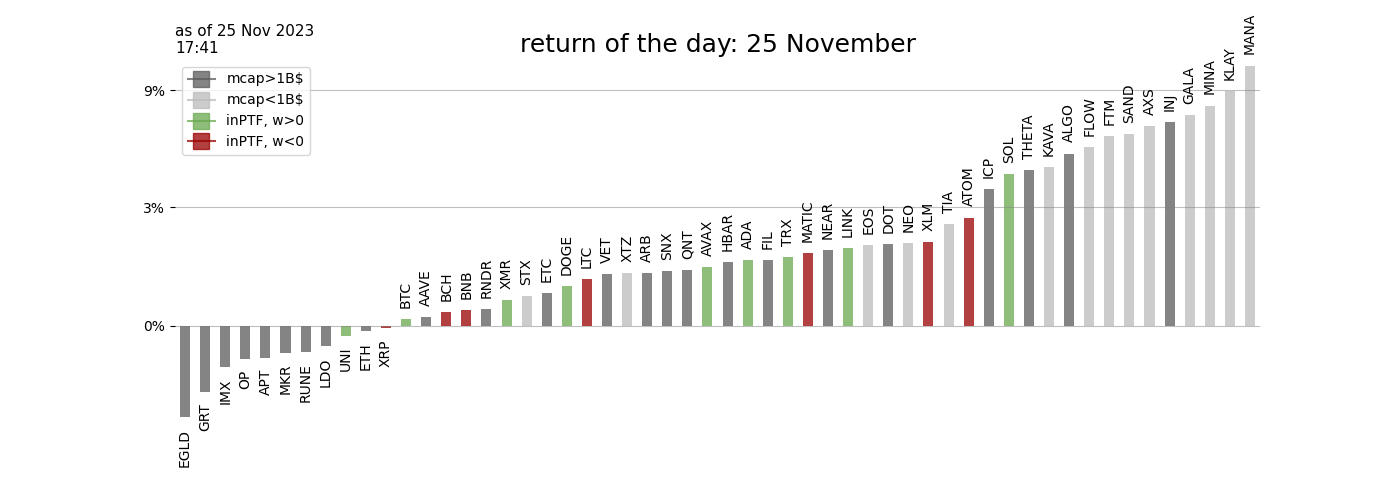 as of 25 Nov 2023
17:41
return of the day: 25 November
mcap>1B$
mcap<1B$
inPTF, w>0
inPTF, w<0
9%
3%
0%
EGLD
GRT
IMX
OP
APT
MKR
RUNE
LDO
UNI
ETH
XRP
BTC
AAVE
BCH
BNB
RNDR
XMR
STX
ETC
DOGE
LTC
VET
XTZ
ARB
SNX
QNT
AVAX
HBAR
ADA
FIL
TRX
MATIC
NEAR
LINK
EOS
DOT
NEO
XLM
TIA
ATOM
ICP
SOL
THETA
KAVA
ALGO
FLOW
FTM
SAND
AXS
INJ
GALA
MINA
KLAY
MANA